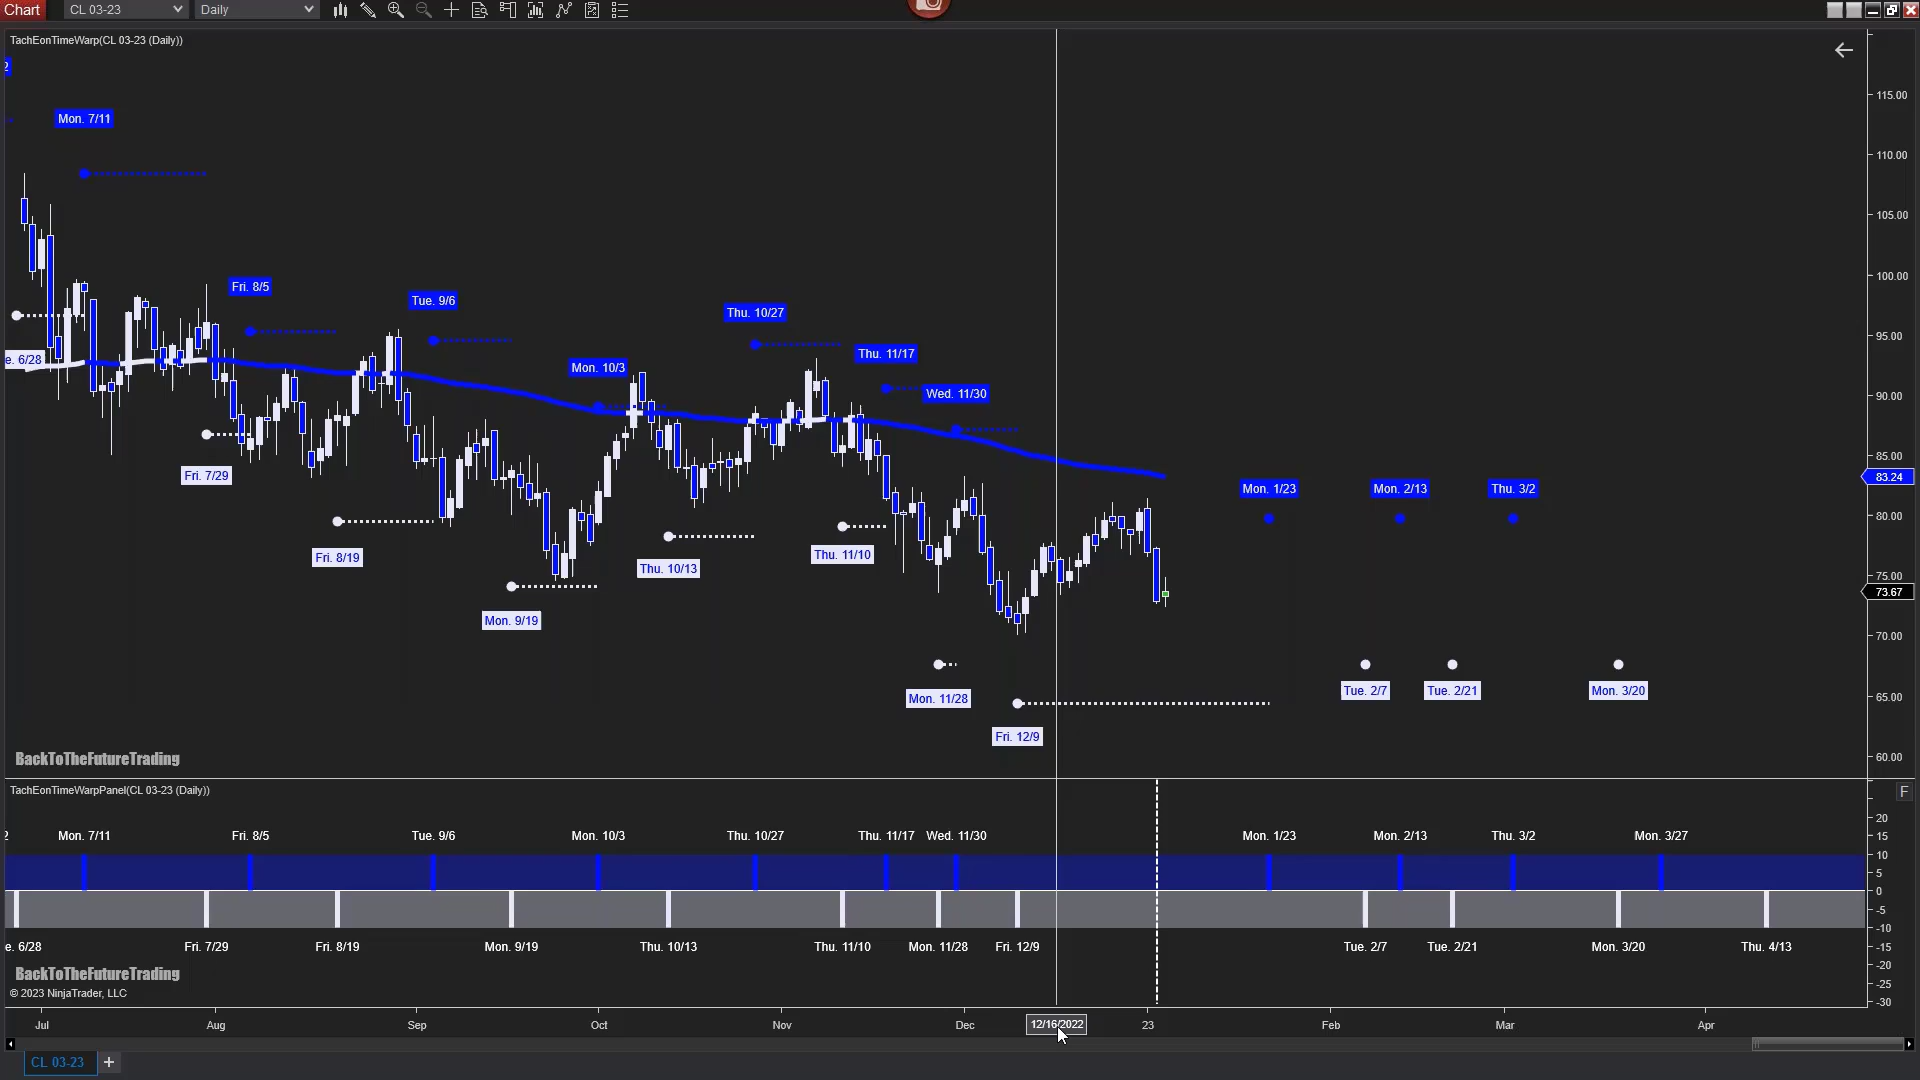 Chart
CL 03-23
Daily
TachEonTimeWarp(CL 03-23 (Daily))
2
Mon. 7/11
115.00
110.00
105.00
100.00
95.00
90.00
85.00
83.24
80.00
75.00
73.67
70.00
65.00
60.00
Fri. 8/5
Tue. 9/6
Thu. 10/27
Thu. 11/17
e. 6/28
Mon. 10/3
Wed. 11/30
Fri. 7/29
Mon. 1/23
Mon. 2/13
Thu. 3/2
Fri. 8/19
Thu. 10/13
Thu. 11/10
Mon. 9/19
Mon. 11/28
Tue. 2/7
Tue. 2/21
Mon. 3/20
Fri. 12/9
BackToTheFutureTrading
TachEonTimeWarpPanel(CL 03-23 (Daily))
F
2
Mon. 7/11
Fri. 8/5
Tue. 9/6
Mon. 10/3
Thu. 10/27
Thu. 11/17
Wed. 11/30
Mon. 1/23
Mon. 2/13
Thu. 3/2
Mon. 3/27
20
15
10
5
0
-5
-10
-15
-20
-25
-30
e. 6/28
Fri. 7/29
Fri. 8/19
Mon. 9/19
Thu. 10/13
Thu. 11/10
Mon. 11/28
Fri. 12/9
Tue. 2/7
Tue. 2/21
Mon. 3/20
Thu. 4/13
BackToTheFutureTrading
© 2023 NinjaTrader, LLC
Jul
Aug
Sep
Oct
Nov
Dec
12/16/2022
23
Feb
Mar
Apr
CL 03-23
+